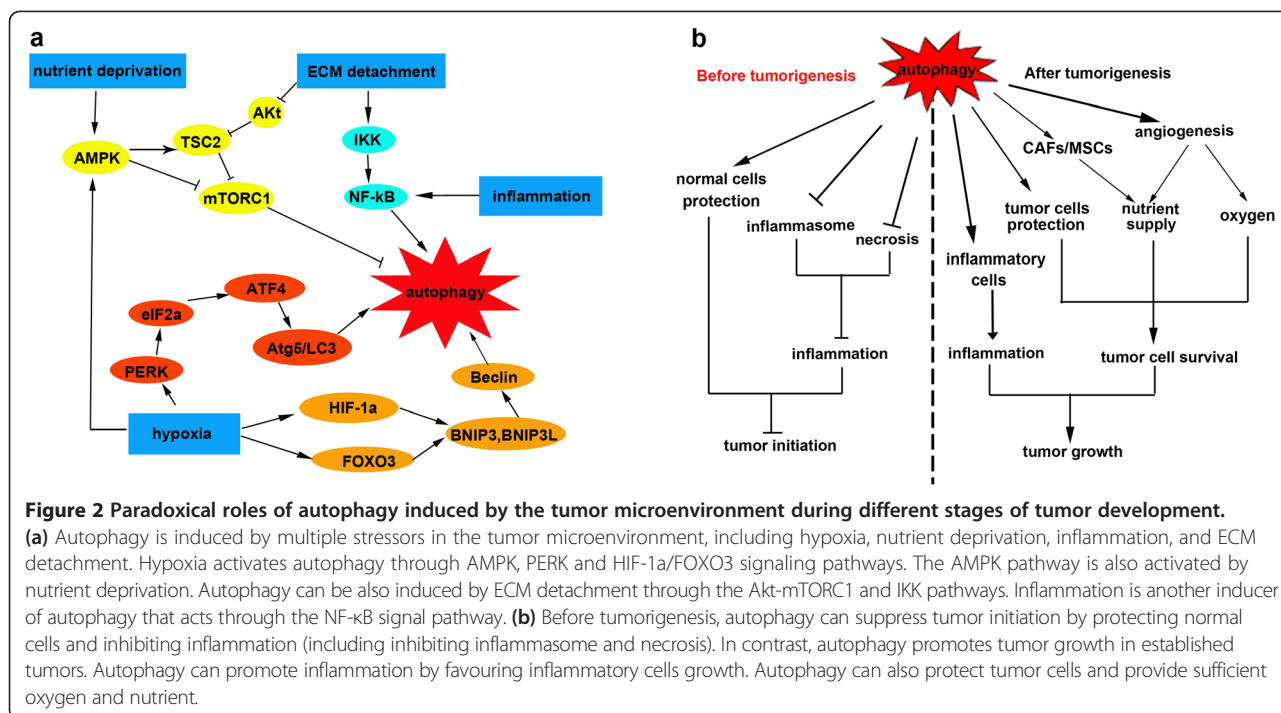 a
nutrient deprivation
ECM detachment
AKt
TSC2
IKK
AMPK
mTORC1
NF-kB
inflammation
autophagy
ATF4
eIF2a
Atg5/LC3
PERK
Beclin
HIF-1a
hypoxia
BNIP3,BNIP3L
FOXO3
b
Before tumorigenesis
autophagy
After tumorigenesis
angiogenesis
CAFs/MSCs
normal cells
protection
inflammasome
necrosis
tumor cells
protection
nutrient
supply
oxygen
inflammatory
cells
inflammation
inflammation
tumor cell survival
tumor initiation
tumor growth
Figure 2 Paradoxical roles of autophagy induced by the tumor microenvironment during different stages of tumor development.
(a) Autophagy is induced by multiple stressors in the tumor microenvironment, including hypoxia, nutrient deprivation, inflammation, and ECM
detachment. Hypoxia activates autophagy through AMPK, PERK and HIF-1a/FOXO3 signaling pathways. The AMPK pathway is also activated by
nutrient deprivation. Autophagy can be also induced by ECM detachment through the Akt-mTORC1 and IKK pathways. Inflammation is another inducer
of autophagy that acts through the NF-κB signal pathway. (b) Before tumorigenesis, autophagy can suppress tumor initiation by protecting normal
cells and inhibiting inflammation (including inhibiting inflammasome and necrosis). In contrast, autophagy promotes tumor growth in established
tumors. Autophagy can promote inflammation by favouring inflammatory cells growth. Autophagy can also protect tumor cells and provide sufficient
oxygen and nutrient.